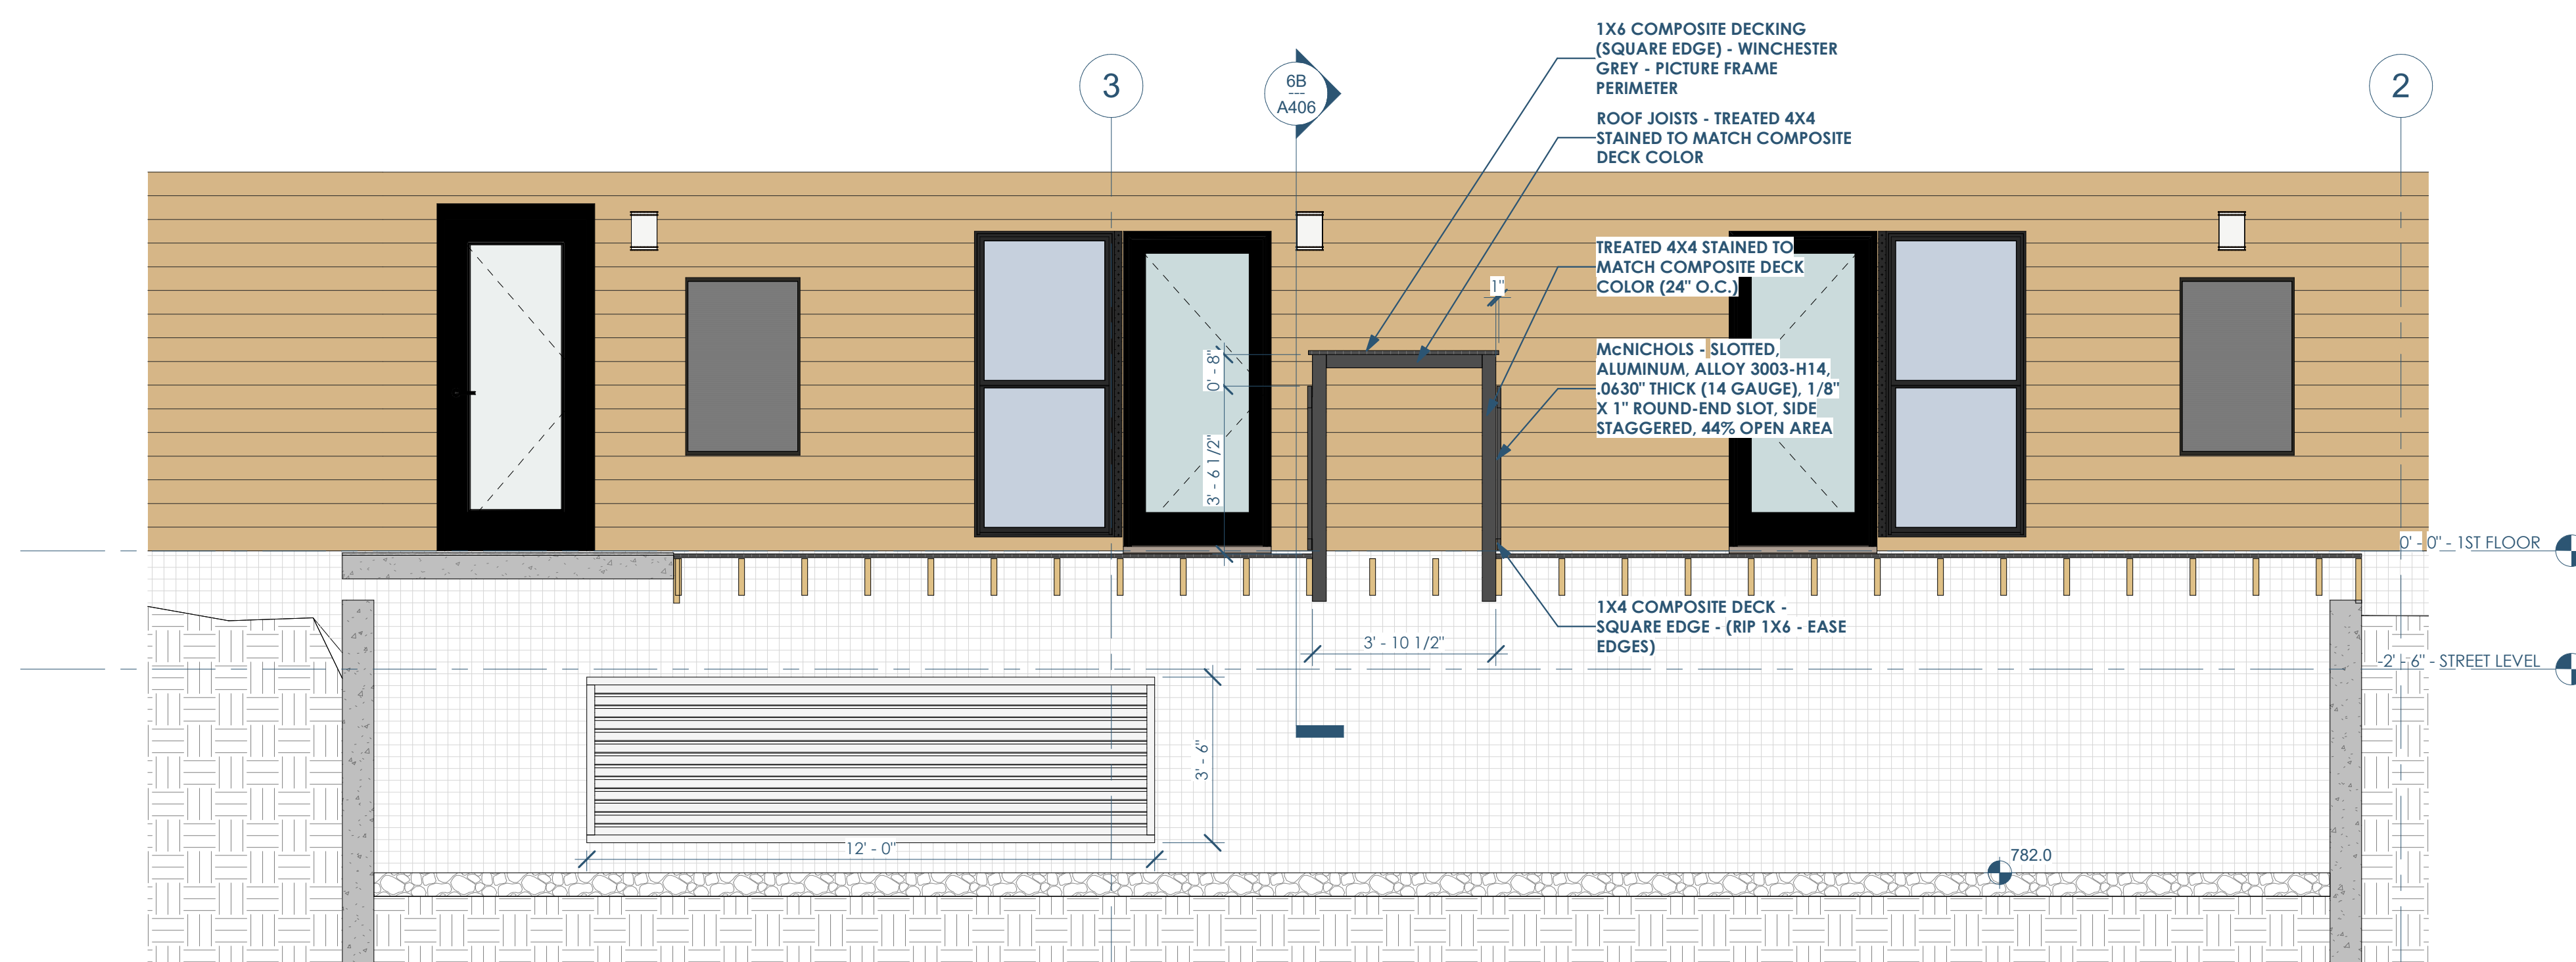 1X6 COMPOSITE DECKING
(SQUARE EDGE) - WINCHESTER
GREY - PICTURE FRAME
PERIMETER
3
6B
---
A406
2
ROOF JOISTS - TREATED 4X4
STAINED TO MATCH COMPOSITE
DECK COLOR
TREATED 4X4 STAINED TO
MATCH COMPOSITE DECK
COLOR (24" O.C.)
1"
McNICHOLS - SLOTTED,
ALUMINUM, ALLOY 3003-H14,
.0630" THICK (14 GAUGE), 1/8"
X 1" ROUND-END SLOT, SIDE
STAGGERED, 44% OPEN AREA
0' - 8"
3' - 6 1/2"
0' - 0" - 1ST FLOOR
1X4 COMPOSITE DECK -
SQUARE EDGE - (RIP 1X6 - EASE
EDGES)
3' - 10 1/2"
-2' - 6" - STREET LEVEL
3' - 6"
12' - 0"
782.0